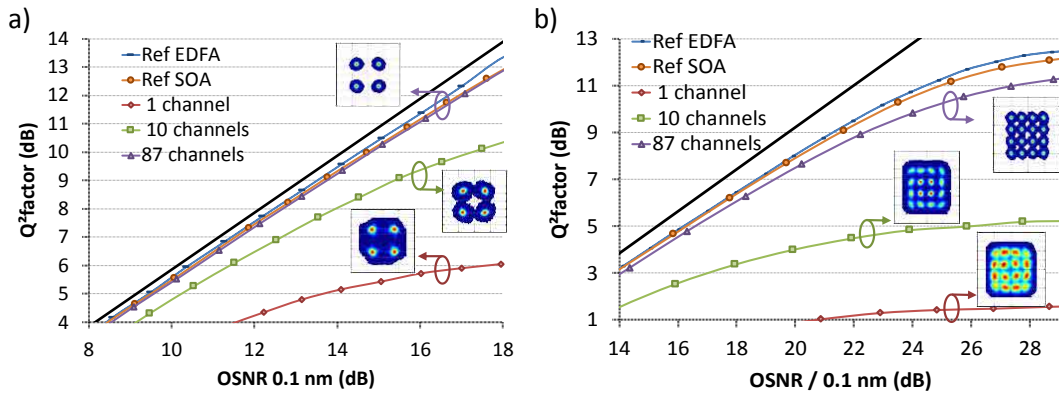 a)
13
12
11
10
9
8
7
6
5
4
Q²factor (dB)
Ref EDFA
Ref SOA
1 channel
10 channels
87 channels
8
10
12
14
16
18
OSNR 0.1 nm (dB)
b)
13
11
9
7
5
3
1
Q²factor (dB)
Ref EDFA
Ref SOA
1 channel
10 channels
87 channels
14
16
18
20
22
24
26
28
OSNR / 0.1 nm (dB)